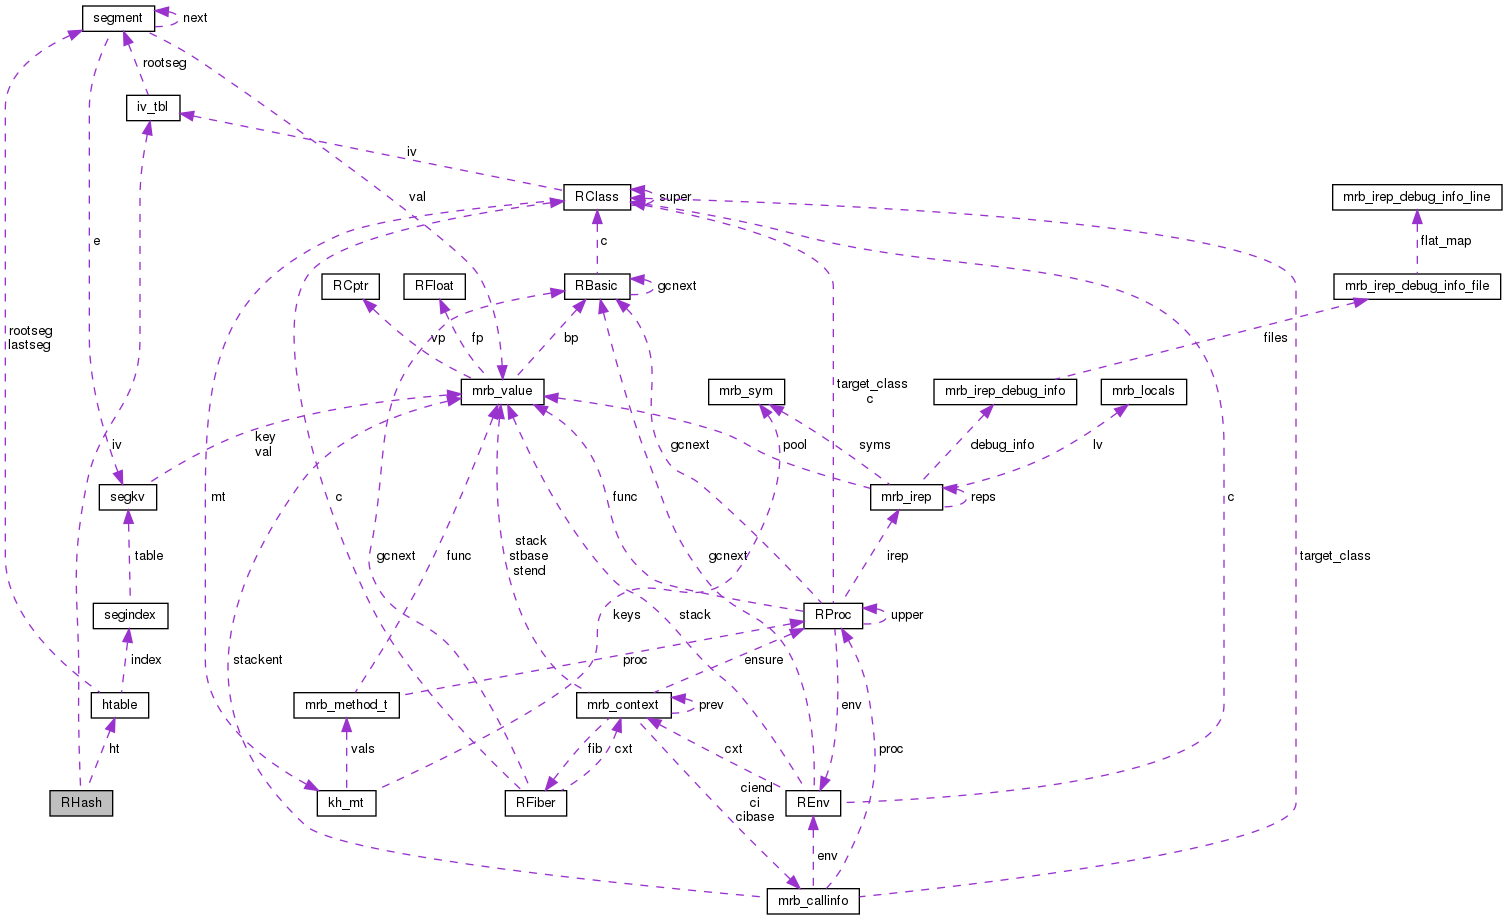 segment
next
rootseg
iv_tbl
iv
RClass
super
val
mrb_irep_debug_info_line
e
c
flat_map
RCptr
RFloat
RBasic
gcnext
mrb_irep_debug_info_file
rootseg
lastseg
vp
fp
bp
files
mrb_value
mrb_sym
mrb_irep_debug_info
mrb_locals
target_class
c
key
val
iv
gcnext
pool
syms
debug_info
lv
segkv
mt
c
func
mrb_irep
reps
c
table
gcnext
func
stack
stbase
stend
gcnext
irep
target_class
segindex
keys
stack
RProc
upper
index
stackent
proc
ensure
htable
mrb_method_t
mrb_context
prev
env
ht
vals
fib
cxt
cxt
proc
RHash
kh_mt
RFiber
ciend
ci
cibase
REnv
env
mrb_callinfo